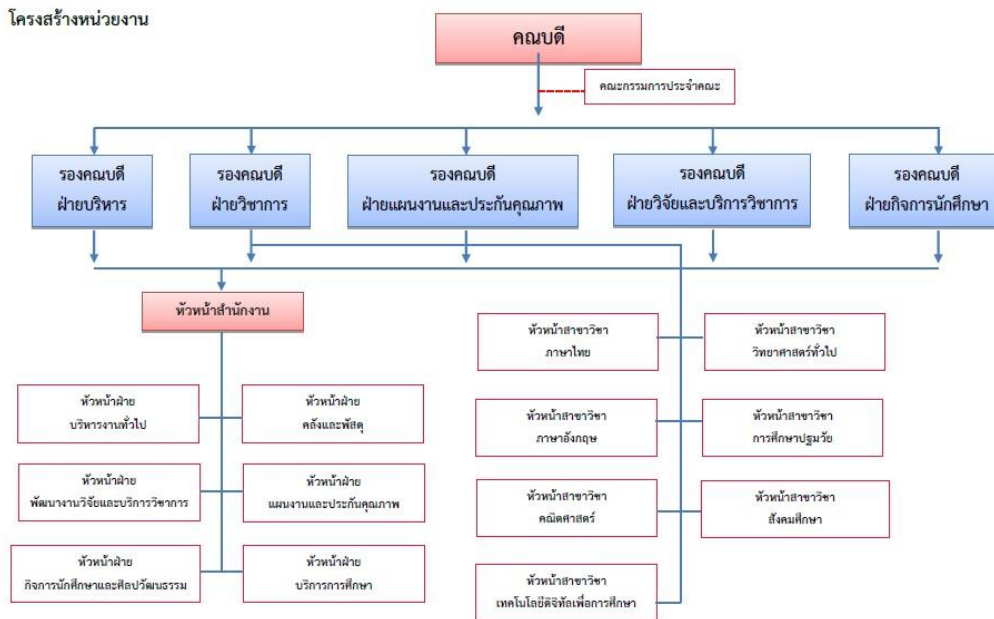 โครงสร้างหน่วยงาน
คณบดี
คณะกรรมการประจำคณะ
รองคณบดี
ฝ่ายบริหาร
รองคณบดี
ฝ่ายวิชาการ
รองคณบดี
ฝ่ายแผนงานและประกันคุณภาพ
รองคณบดี
ฝ่ายวิจัยและบริการวิชาการ
รองคณบดี
ฝ่ายกิจการนักศึกษา
หัวหน้าสำนักงาน
หัวหน้าฝ่าย
บริหารงานทั่วไป
หัวหน้าฝ่าย
คลังและพัสดุ
หัวหน้าฝ่าย
พัฒนางานวิจัยและบริการวิชาการ
หัวหน้าฝ่าย
แผนงานและประกันคุณภาพ
หัวหน้าฝ่าย
กิจการนักศึกษาและศิลปวัฒนธรรม
หัวหน้าฝ่าย
บริการการศึกษา
หัวหน้าสาขาวิชา
ภาษาไทย
หัวหน้าสาขาวิชา
วิทยาศาสตร์ทั่วไป
หัวหน้าสาขาวิชา
ภาษาอังกฤษ
หัวหน้าสาขาวิชา
การศึกษาปฐมวัย
หัวหน้าสาขาวิชา
คณิตศาสตร์
หัวหน้าสาขาวิชา
สังคมศึกษา
หัวหน้าสาขาวิชา
เทคโนโลยีดิจิทัลเพื่อการศึกษา